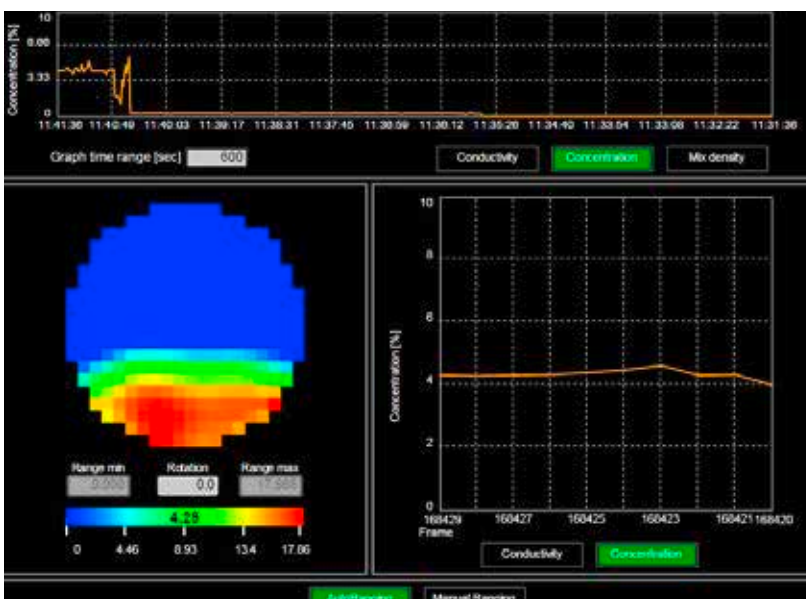 10
6.66
3.33
0
Concentration [%]
11:41:36 11:40:49 11:40:03 11:39:17 11:38:31 11:37:45 11:36:59 11:36:12 11:35:26 11:34:40 11:33:54 11:33:08 11:32:22 11:31:36
Graph time range [sec] 600
Conductivity Concentration Mix density
10
8
6
4
2
0
Concentration [%]
168429 168427 168425 168423 168421 168420
Frame
Conductivity Concentration
Range min Rotation Range max
0.0
4.25
0 4.46 8.93 13.4 17.86
AutoRanging Manual Ranging